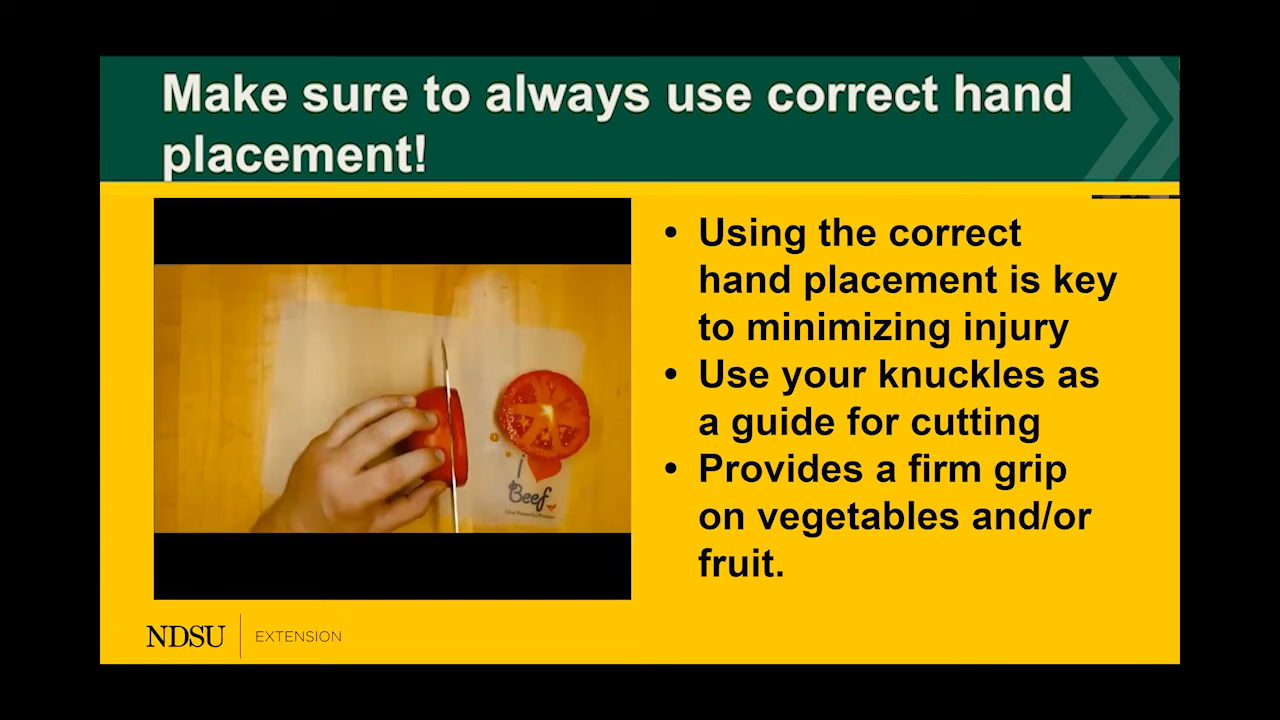 Make sure to always use correct hand
placement!
• Using the correct
hand placement is key
to minimizing injury
• Use your knuckles as
a guide for cutting
• Provides a firm grip
on vegetables and/or
fruit.
i
Beef
NDSU EXTENSION